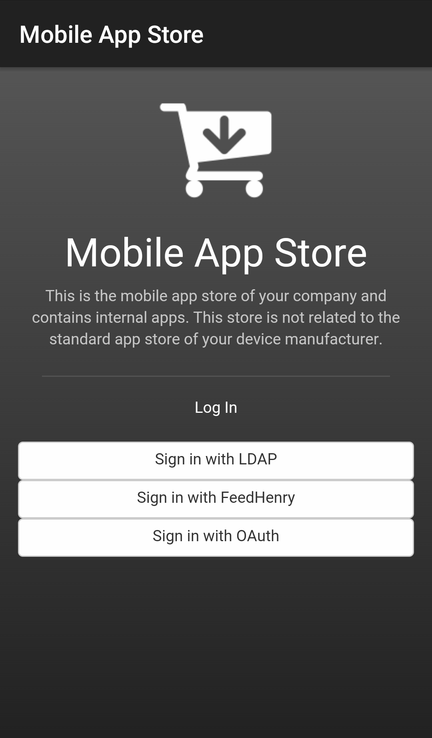 Mobile App Store
Mobile App Store
This is the mobile app store of your company and
contains internal apps. This store is not related to the
standard app store of your device manufacturer.
Log In
Sign in with LDAP
Sign in with FeedHenry
Sign in with OAuth